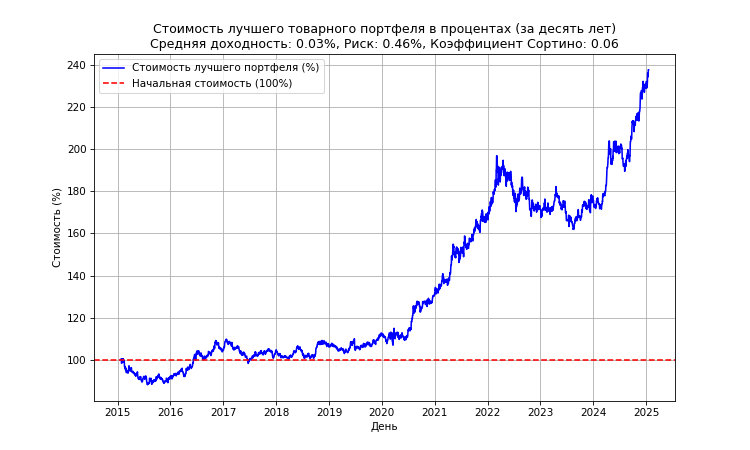 Стоимость лучшего товарного портфеля в процентах (за десять лет)
Средняя доходность: 0.03%, Риск: 0.46%, Коэффициент Сортино: 0.06
Стоимость лучшего портфеля (%)
Начальная стоимость (100%)
Стоимость (%)
240
220
200
180
160
140
120
100
2015 2016 2017 2018 2019 2020 2021 2022 2023 2024 2025
День